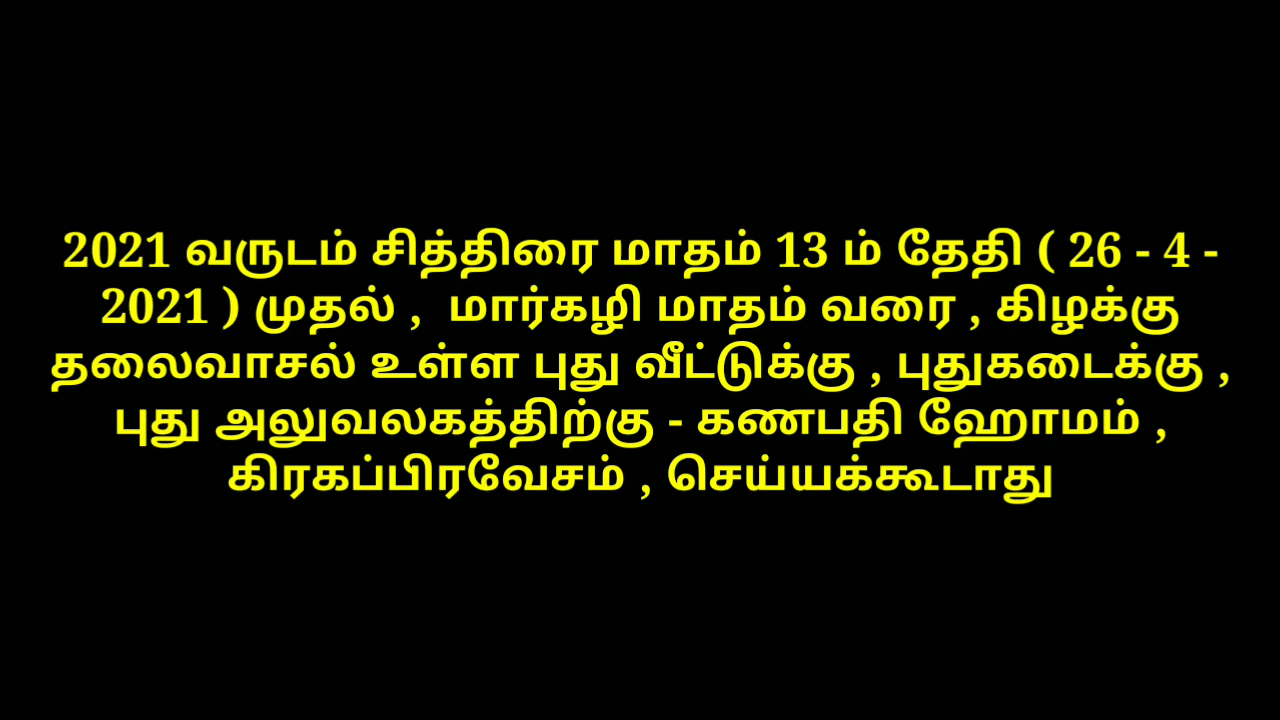 2021 வருடம் சித்திரை மாதம் 13 ம் தேதி ( 26 - 4 -
2021 ) முதல் , மார்கழி மாதம் வரை , கிழக்கு
தலைவாசல் உள்ள புது வீட்டுக்கு , புதுகடைக்கு ,
புது அலுவலகத்திற்கு - கணபதி ஹோமம் ,
கிரகப்பிரவேசம் , செய்யக்கூடாது